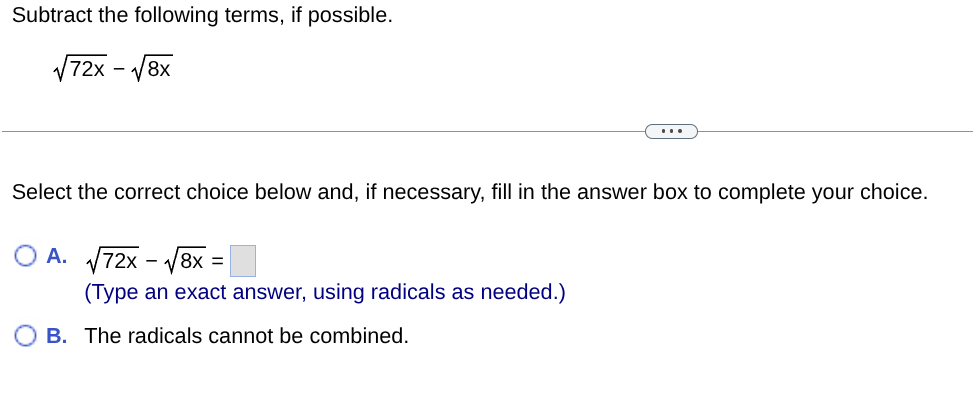 Subtract the following terms, if possible.
√72x − √8x
Select the correct choice below and, if necessary, fill in the answer box to complete your choice.
A. √72x − √8x =
(Type an exact answer, using radicals as needed.)
B. The radicals cannot be combined.